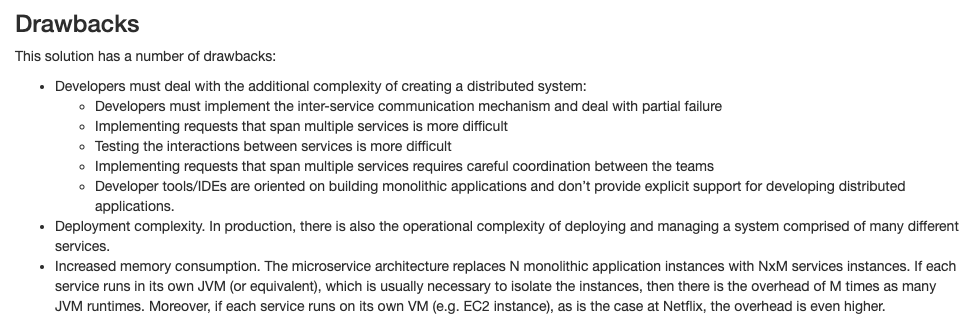 Drawbacks
This solution has a number of drawbacks:
• Developers must deal with the additional complexity of creating a distributed system:
◦ Developers must implement the inter-service communication mechanism and deal with partial failure
◦ Implementing requests that span multiple services is more difficult
◦ Testing the interactions between services is more difficult
◦ Implementing requests that span multiple services requires careful coordination between the teams
◦ Developer tools/IDEs are oriented on building monolithic applications and don’t provide explicit support for developing distributed
applications.
• Deployment complexity. In production, there is also the operational complexity of deploying and managing a system comprised of many different
services.
• Increased memory consumption. The microservice architecture replaces N monolithic application instances with NxM services instances. If each
service runs in its own JVM (or equivalent), which is usually necessary to isolate the instances, then there is the overhead of M times as many
JVM runtimes. Moreover, if each service runs on its own VM (e.g. EC2 instance), as is the case at Netflix, the overhead is even higher.